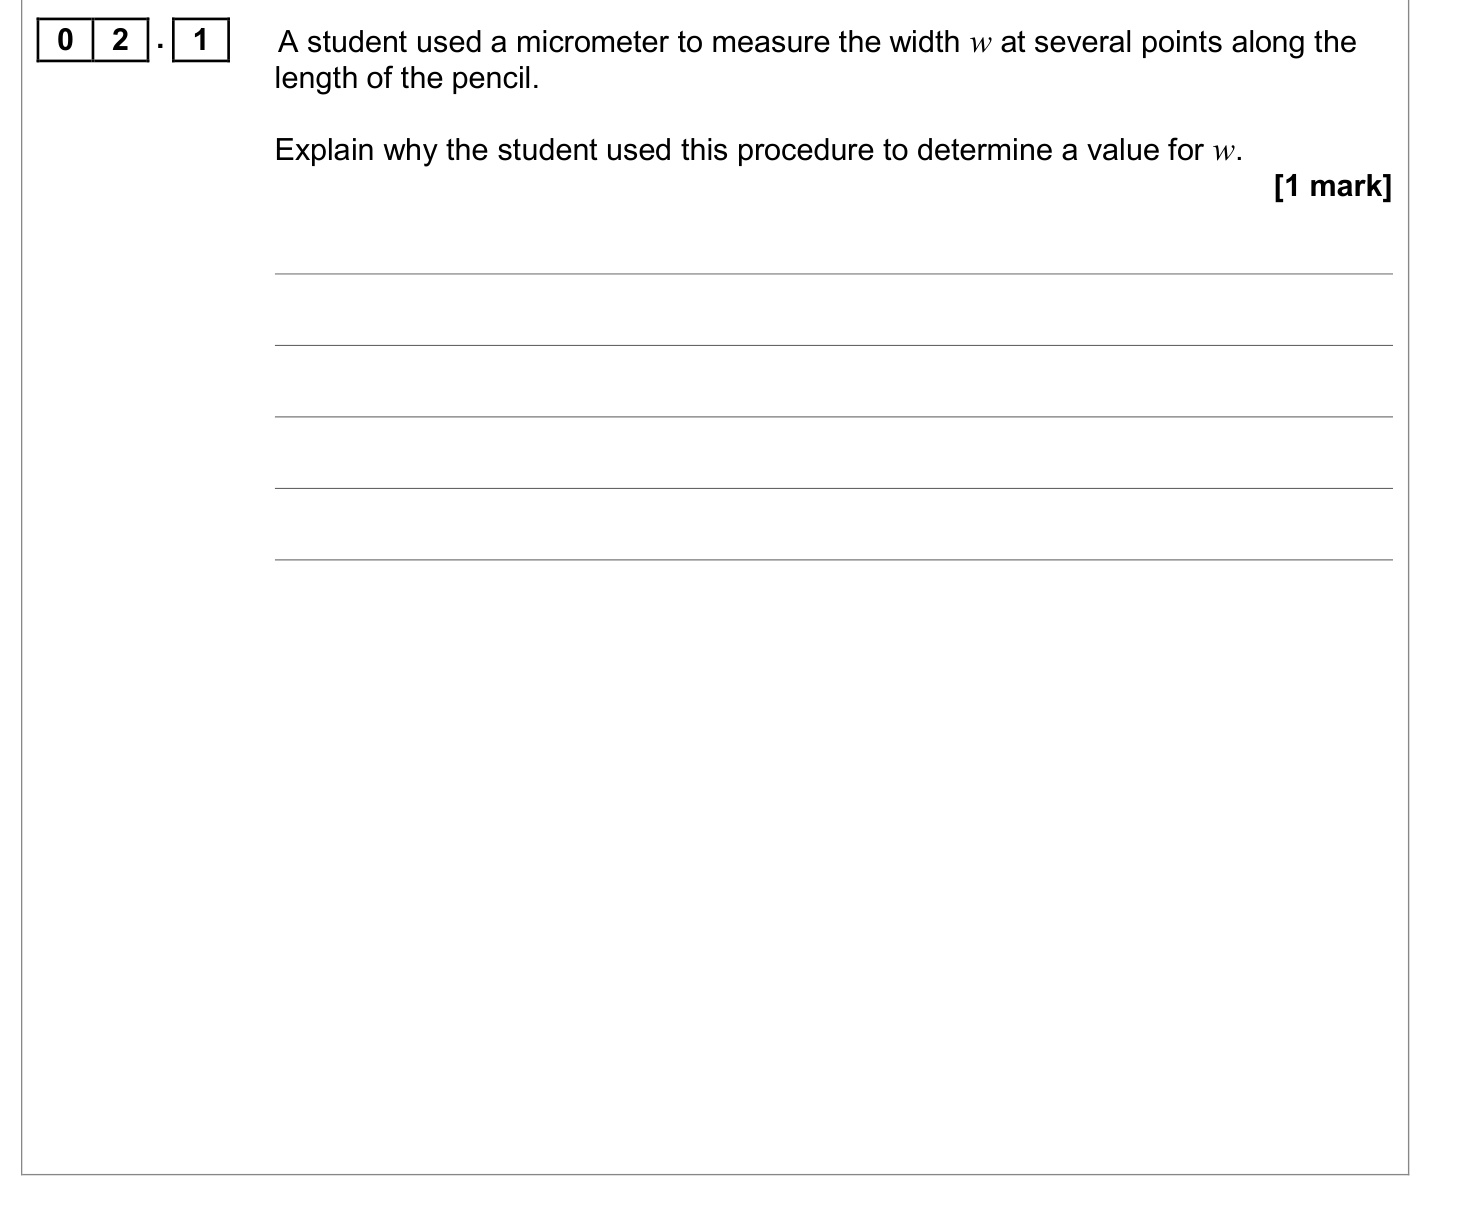 0 2 . 1 A student used a micrometer to measure the width w at several points along the
length of the pencil.
Explain why the student used this procedure to determine a value for w.
[1 mark]